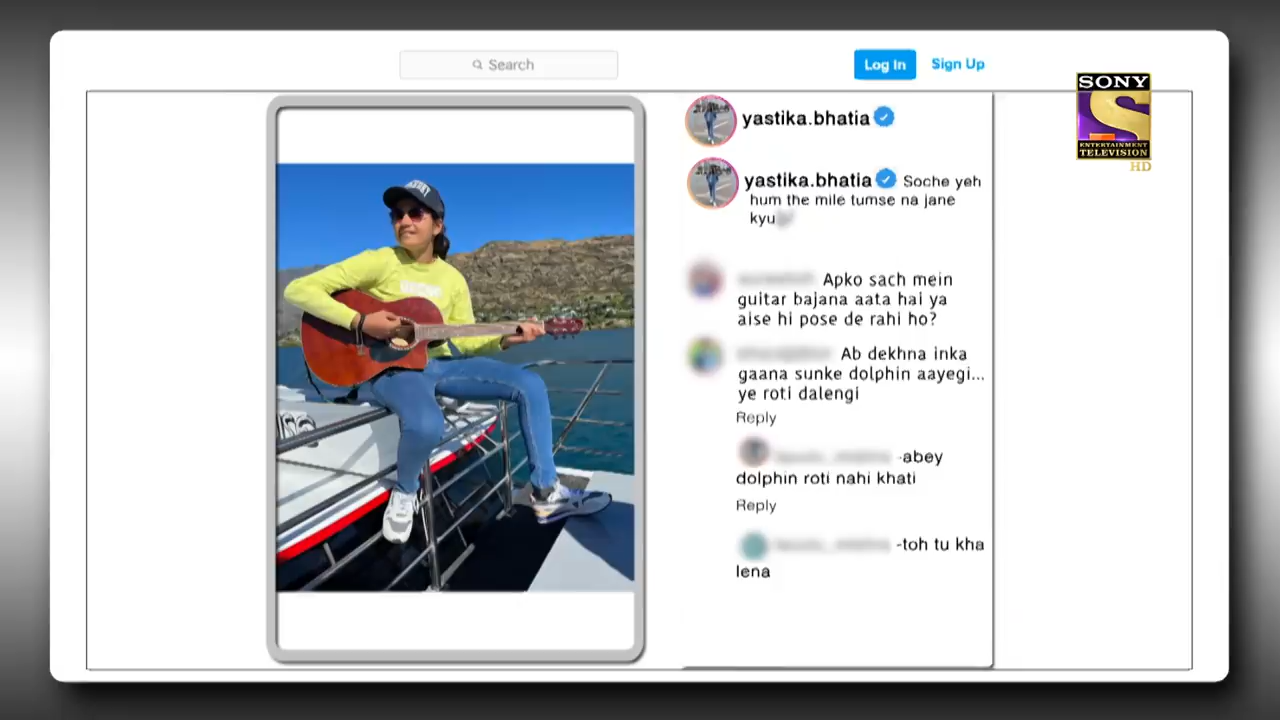 Search
Log In
Sign Up
SONY
ENTERTAINMENT
TELEVISION
HD
yastika.bhatia
yastika.bhatia Soche yeh
hum the mile tumse na jane
kyu
Apko sach mein
guitar bajana aata hai ya
aise hi pose de rahi ho?
Ab dekhna inka
gaana sunke dolphin aayegi...
ye roti dalengi
Reply
-abey
dolphin roti nahi khati
Reply
-toh tu kha
lena